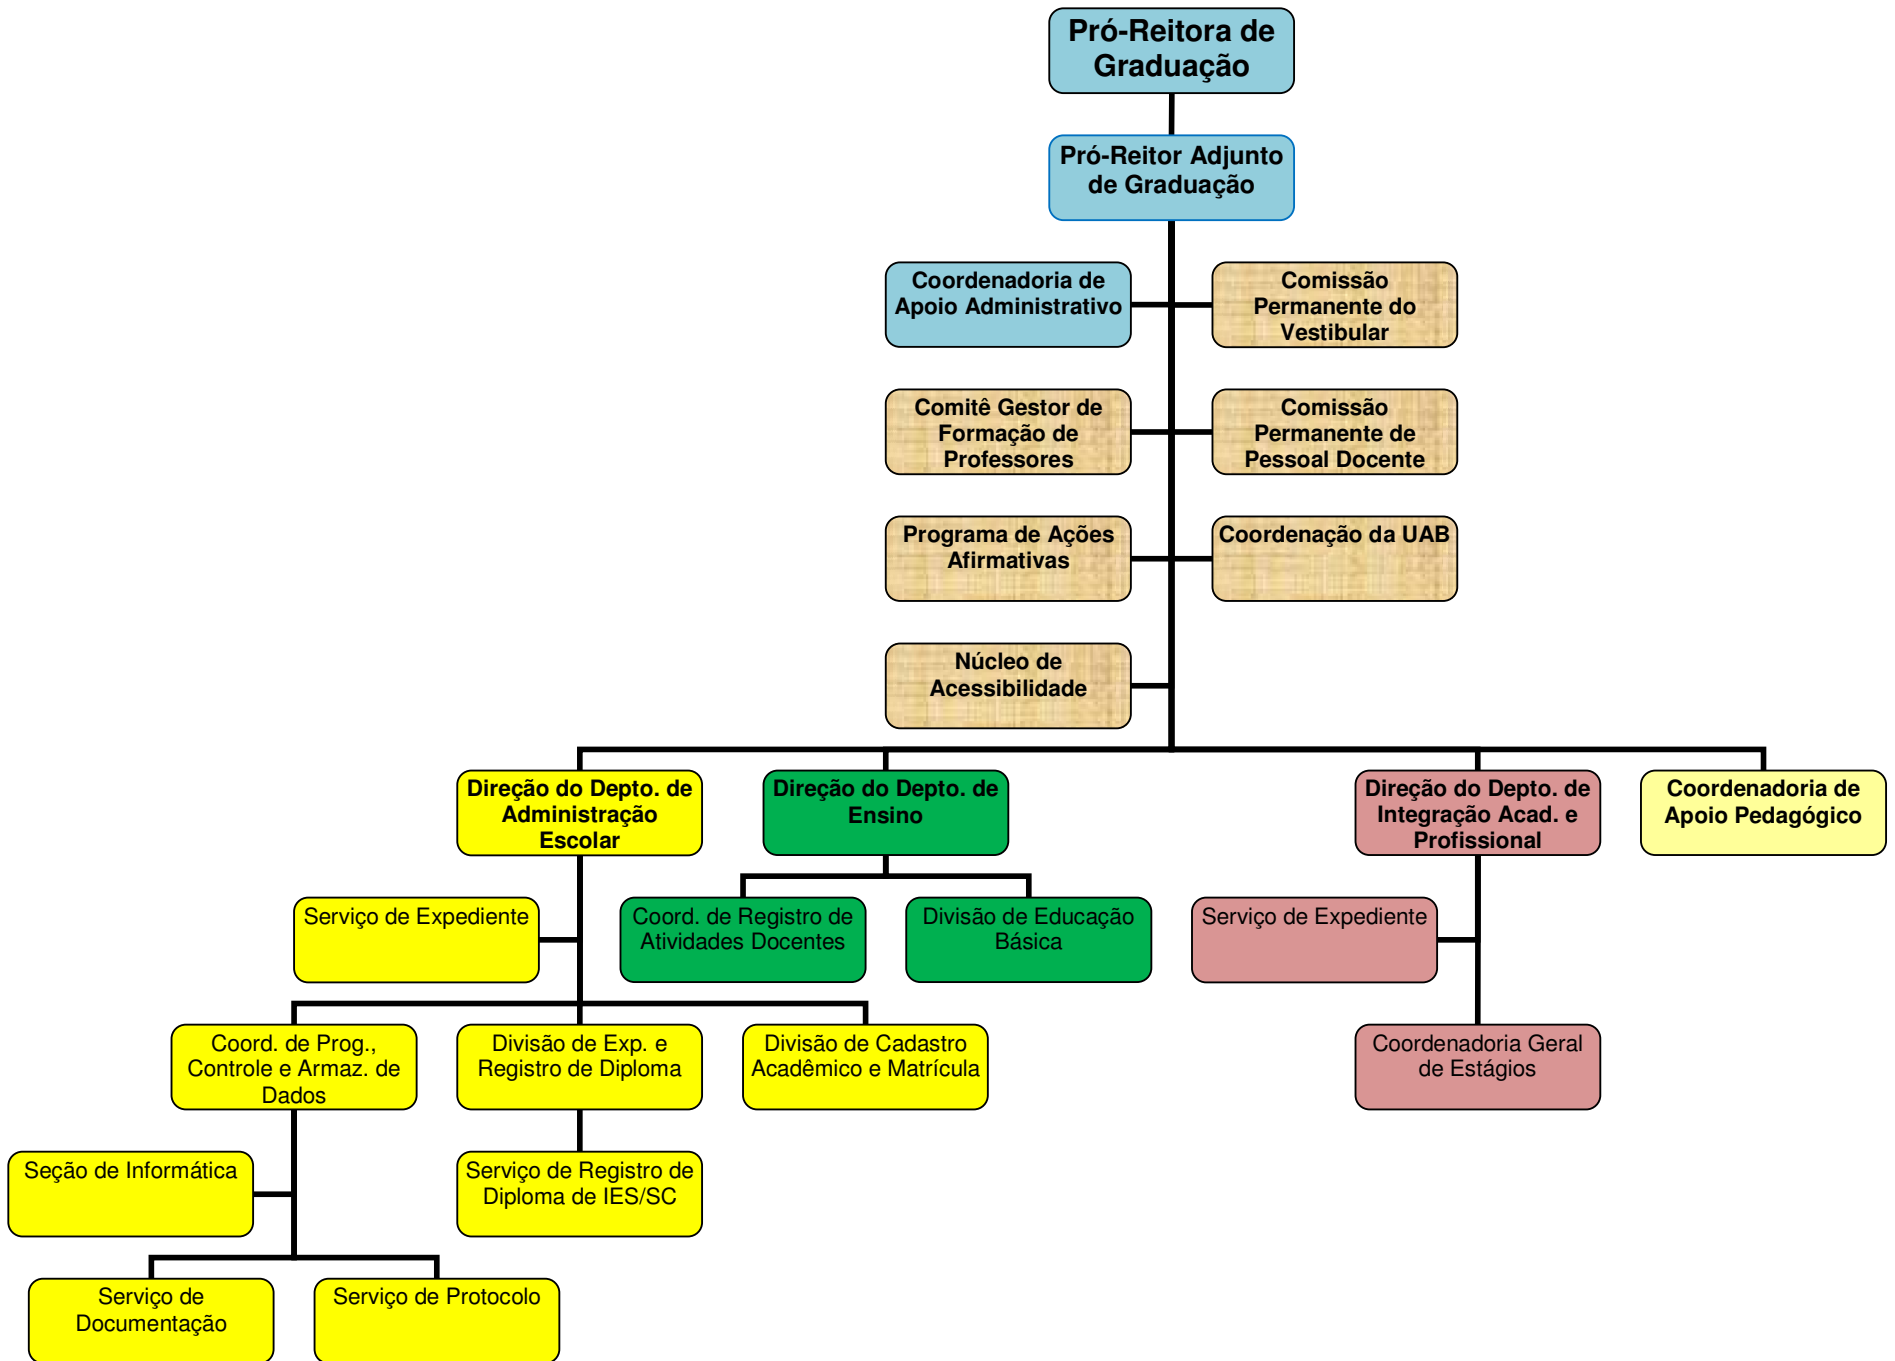 Pró-Reitora de
Graduação
Pró-Reitor Adjunto
de Graduação
Coordenadoria de
Apoio Administrativo
Comissão
Permanente do
Vestibular
Comitê Gestor de
Formação de
Professores
Comissão
Permanente de
Pessoal Docente
Programa de Ações
Afirmativas
Coordenação da UAB
Núcleo de
Acessibilidade
Direção do Depto. de
Administração
Escolar
Direção do Depto. de
Ensino
Direção do Depto. de
Integração Acad. e
Profissional
Coordenadoria de
Apoio Pedagógico
Serviço de Expediente
Coord. de Registro de
Atividades Docentes
Divisão de Educação
Básica
Serviço de Expediente
Coord. de Prog.,
Controle e Armaz. de
Dados
Divisão de Exp. e
Registro de Diploma
Divisão de Cadastro
Acadêmico e Matrícula
Coordenadoria Geral
de Estágios
Seção de Informática
Serviço de Registro de
Diploma de IES/SC
Serviço de
Documentação
Serviço de Protocolo